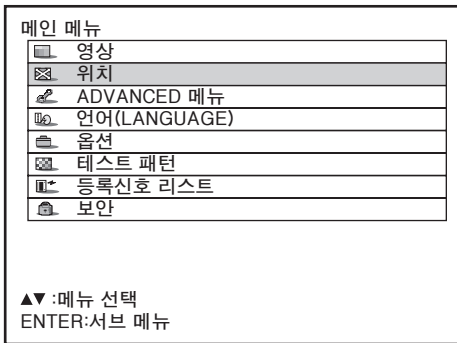 메인 메뉴
영상
위치
ADVANCED 메뉴
언어(LANGUAGE)
옵션
테스트 패턴
등록신호 리스트
보안
▲▼ :메뉴 선택
ENTER:서브 메뉴